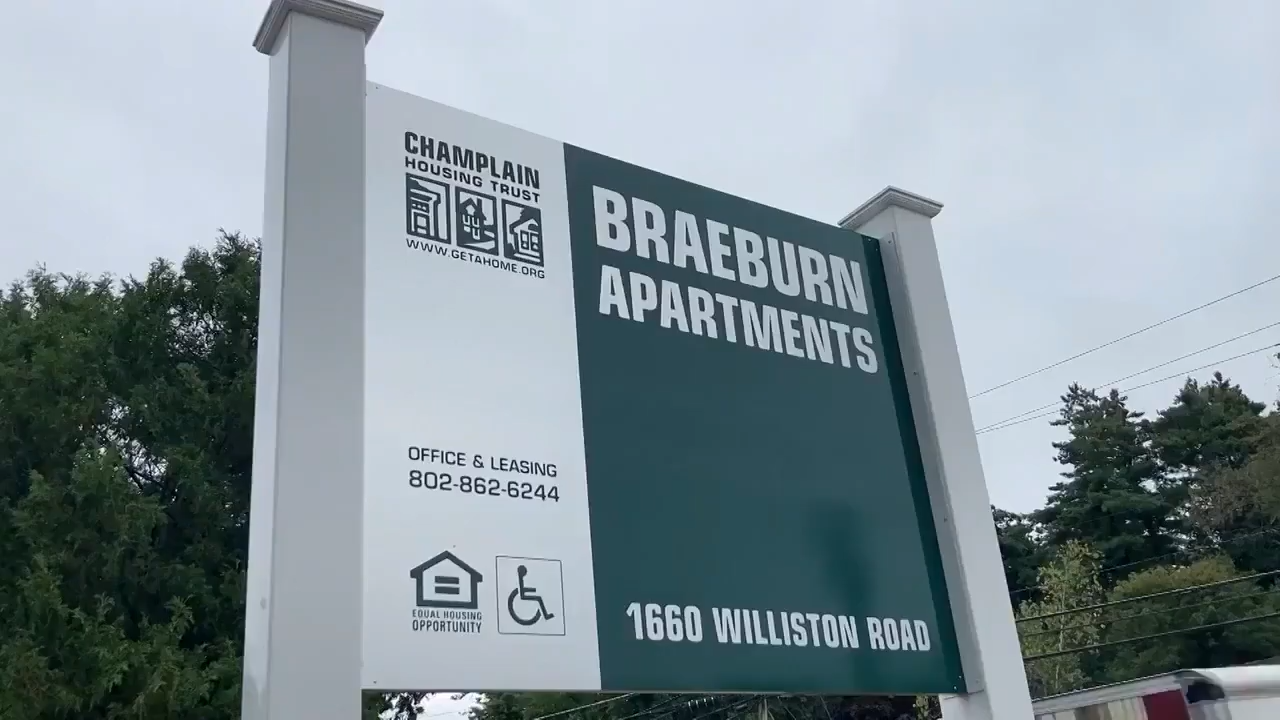 CHAMPLAIN
HOUSING TRUST
WWW.GETAHOME.ORG
OFFICE & LEASING
802-862-6244
EQUAL HOUSING
OPPORTUNITY
BRAEBURN
APARTMENTS
1660 WILLISTON ROAD